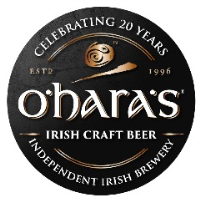 CELEBRATING 20 YEARS
ESTD 1996
O'HARA'S
IRISH CRAFT BEER
INDEPENDENT IRISH BREWERY